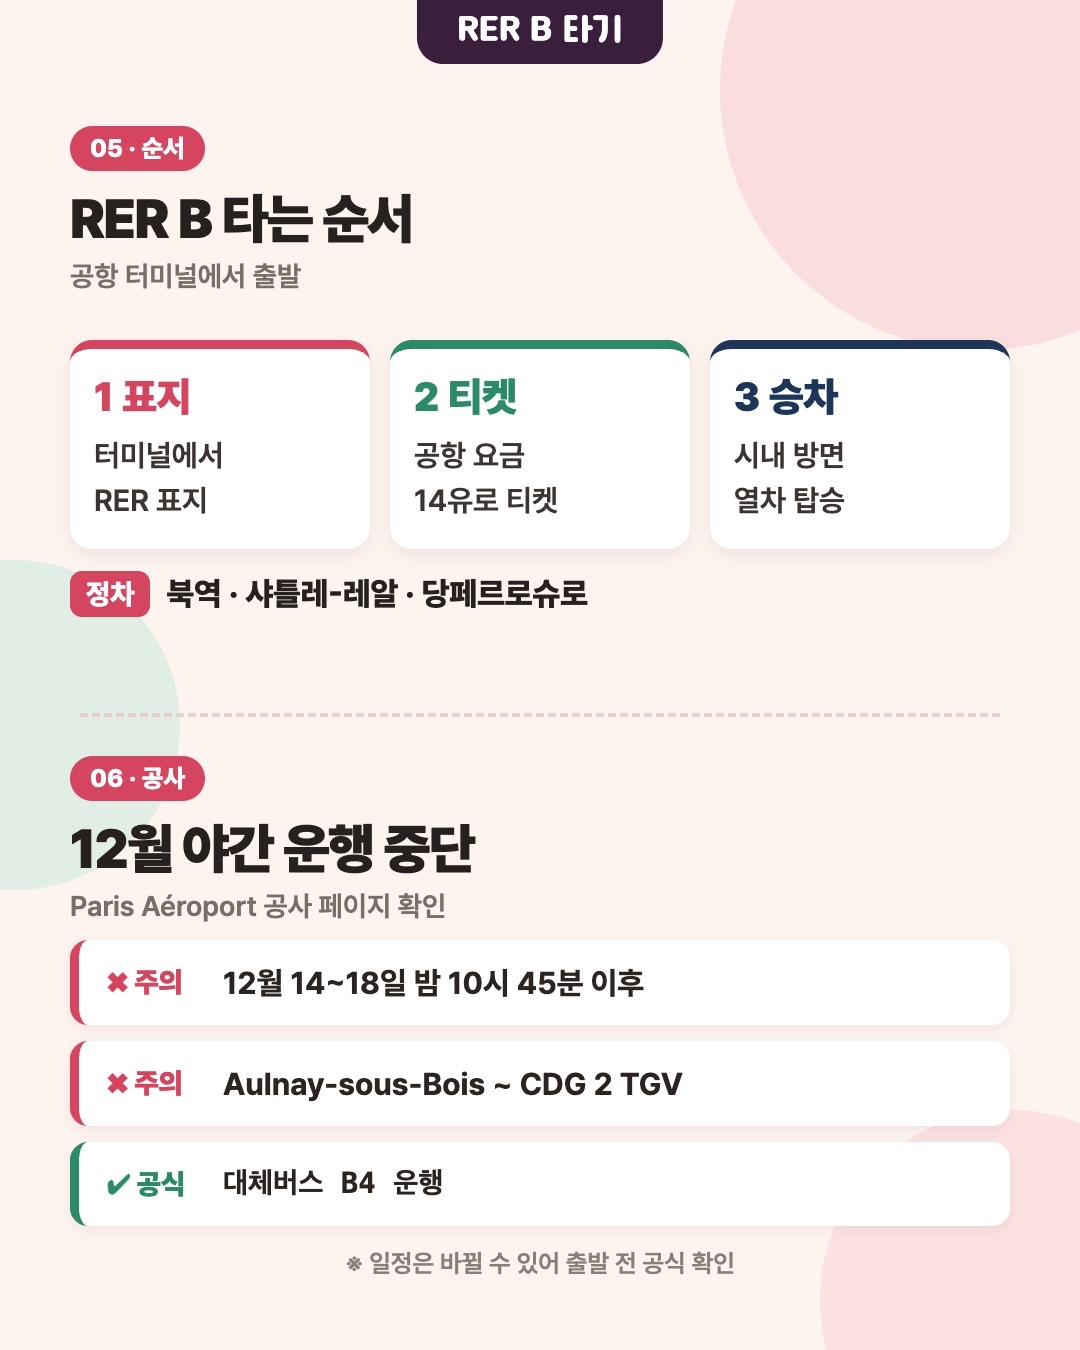 RER B 타기
05 · 순서
RER B 타는 순서
공항 터미널에서 출발
1 표지
터미널에서
RER 표지
2 티켓
공항 요금
14유로 티켓
3 승차
시내 방면
열차 탑승
정차 북역 · 샤틀레-레알 · 당페르로슈로
06 · 공사
12월 야간 운행 중단
Paris Aéroport 공사 페이지 확인
✖ 주의 12월 14~18일 밤 10시 45분 이후
✖ 주의 Aulnay-sous-Bois ~ CDG 2 TGV
✔ 공식 대체버스 B4 운행
※ 일정은 바뀔 수 있어 출발 전 공식 확인